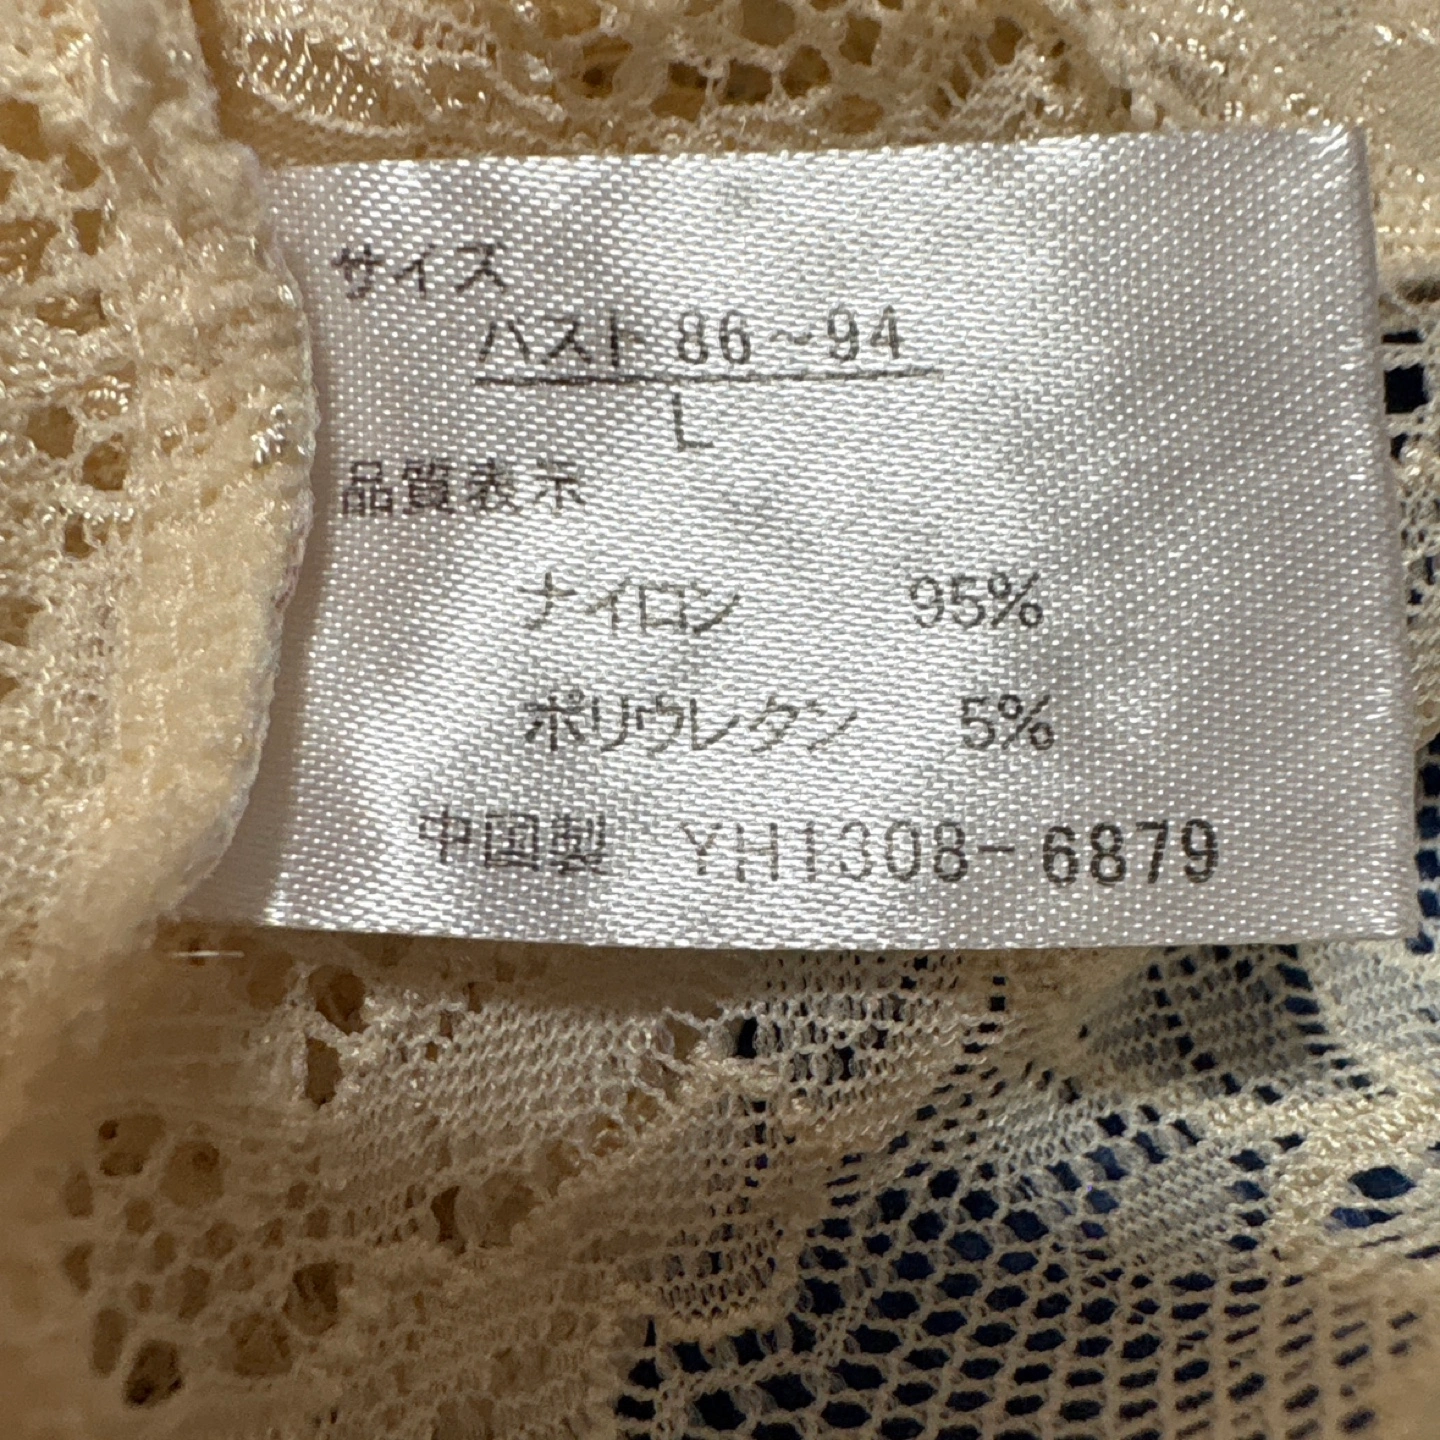 サイズ
バスト 86～94
L
品質表示
ナイロン 95%
ポリウレタン 5%
中国製 YH1308-6879